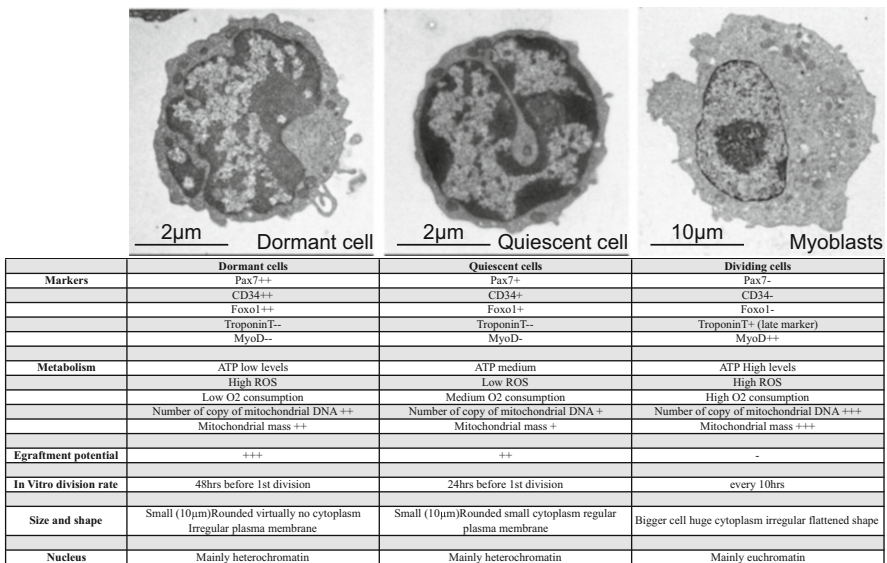 2µm
Dormant cell
2µm
Quiescent cell
10µm
Myoblasts
Dormant cells Quiescent cells Dividing cells
Markers Pax7++ Pax7+ Pax7-
CD34++ CD34+ CD34-
Foxo1++ Foxo1+ Foxo1-
TroponinT-- TroponinT-- TroponinT+ (late marker)
MyoD-- MyoD- MyoD++
Metabolism ATP low levels ATP medium ATP High levels
High ROS Low ROS High ROS
Low O2 consumption Medium O2 consumption High O2 consumption
Number of copy of mitochondrial DNA ++ Number of copy of mitochondrial DNA + Number of copy of mitochondrial DNA +++
Mitochondrial mass ++ Mitochondrial mass + Mitochondrial mass +++
Egraftment potential +++ ++ -
In Vitro division rate 48hrs before 1st division 24hrs before 1st division every 10hrs
Size and shape Small (10µm)Rounded virtually no cytoplasm Irregular plasma membrane Small (10µm)Rounded small cytoplasm regular plasma membrane Bigger cell huge cytoplasm irregular flattened shape
Nucleus Mainly heterochromatin Mainly heterochromatin Mainly euchromatin